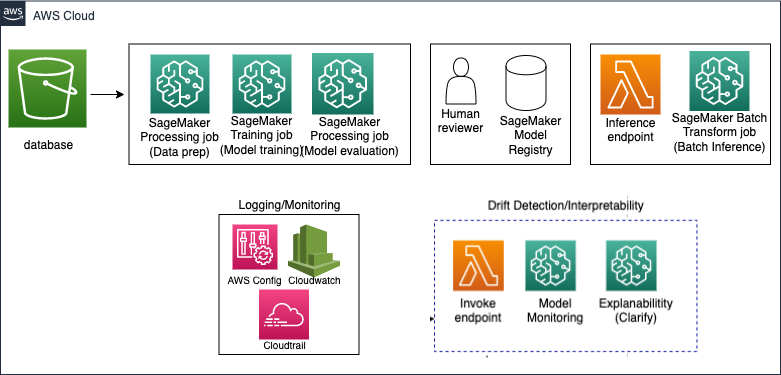 aws
AWS Cloud
database
SageMaker
Processing job
(Data prep)
SageMaker
Training job
(Model training)
SageMaker
Processing job
(Model evaluation)
Human
reviewer
SageMaker
Model
Registry
Inference
endpoint
SageMaker Batch
Transform job
(Batch Inference)
Logging/Monitoring
AWS Config
Cloudwatch
Cloudtrail
Drift Detection/Interpretability
Invoke
endpoint
Model
Monitoring
Explanabilitity
(Clarify)